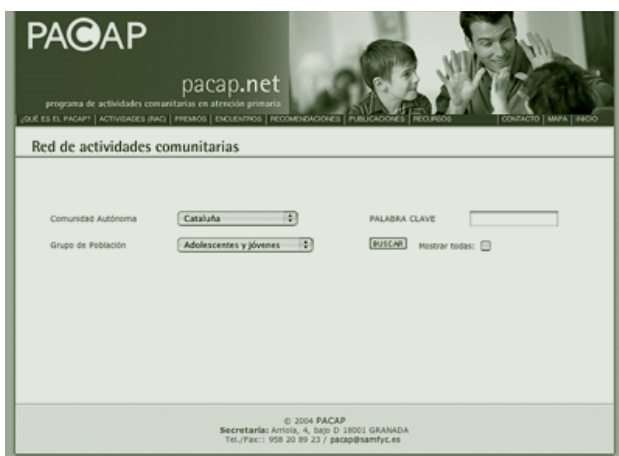 PACAP
pacap.net
programa de actividades comunitarias en atención primaria
¿QUÉ ES EL PACAP? | ACTIVIDADES (RAC) | PREMIOS | ENCUENTROS | RECOMENDACIONES | PUBLICACIONES | RECURSOS | CONTACTO | MAPA | INICIO
Red de actividades comunitarias
Comunidad Autónoma Cataluña PALABRA CLAVE
Grupo de Población Adolescentes y jóvenes BUSCAR Mostrar todas:
© 2004 PACAP
Secretaría: Arriola, 4, bajo D 18001 GRANADA
Tel./Fax:: 958 20 89 23 / pacap@samfyc.es